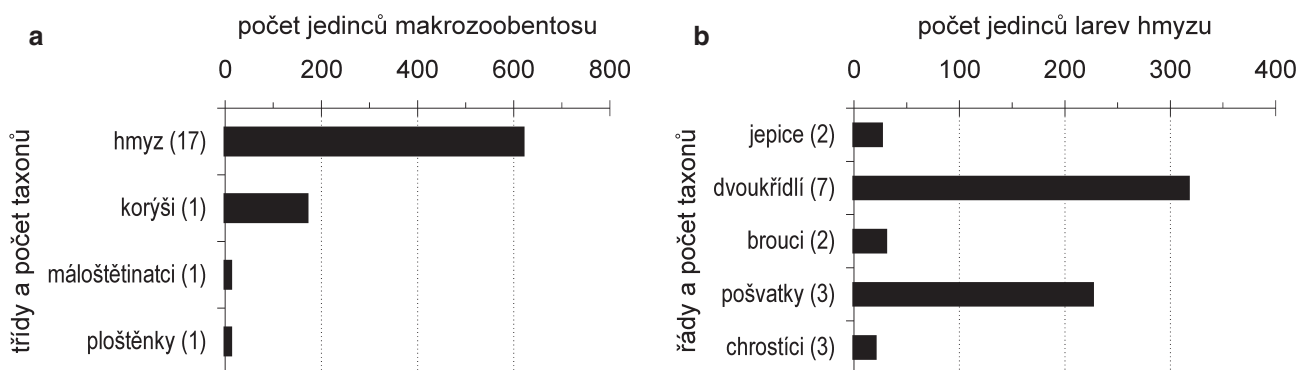 a
počet jedinců makrozoobentosu
0 200 400 600 800
třídy a počet taxonů
hmyz (17)
korýši (1)
máloštětinatci (1)
ploštěnky (1)
b
počet jedinců larev hmyzu
0 100 200 300 400
řády a počet taxonů
jepice (2)
dvoukřídlí (7)
brouci (2)
pošvatky (3)
chrostíci (3)